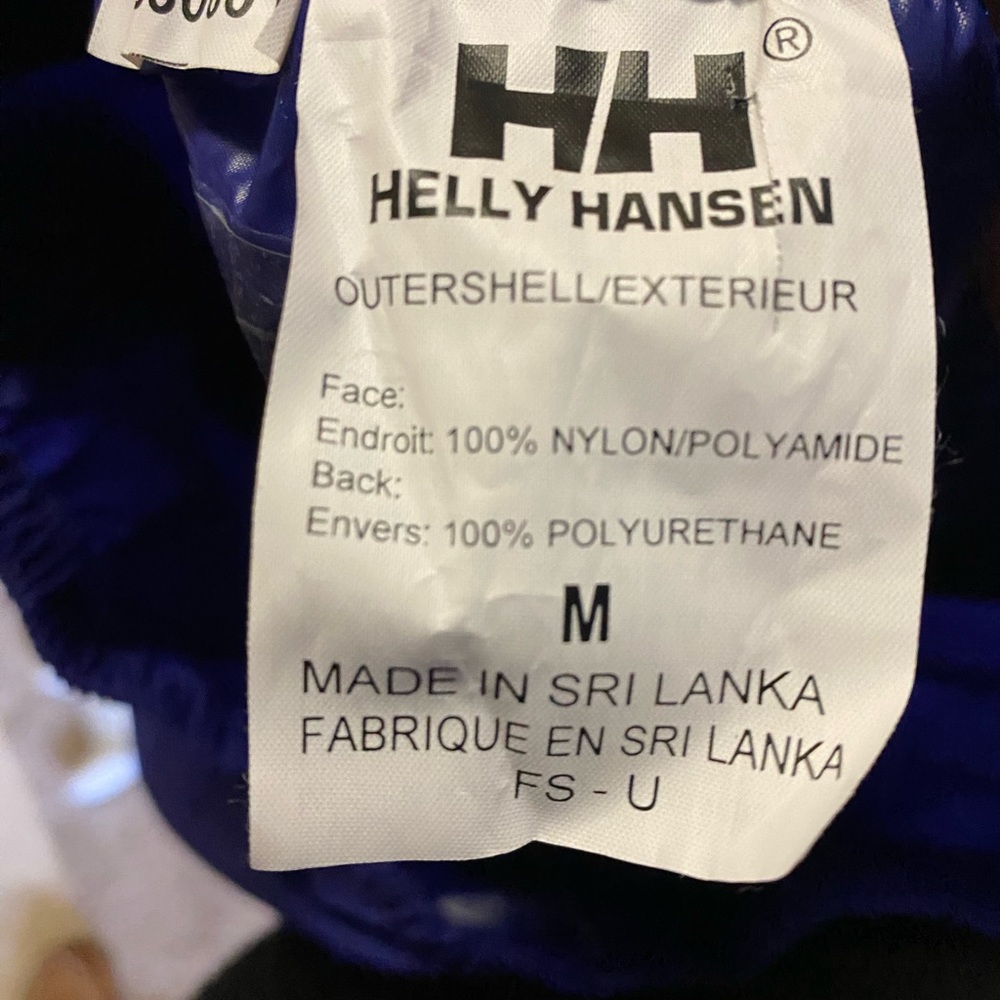 HH®
HELLY HANSEN
OUTERSHELL/EXTERIEUR
Face:
Endroit: 100% NYLON/POLYAMIDE
Back:
Envers: 100% POLYURETHANE
M
MADE IN SRI LANKA
FABRIQUE EN SRI LANKA
FS - U